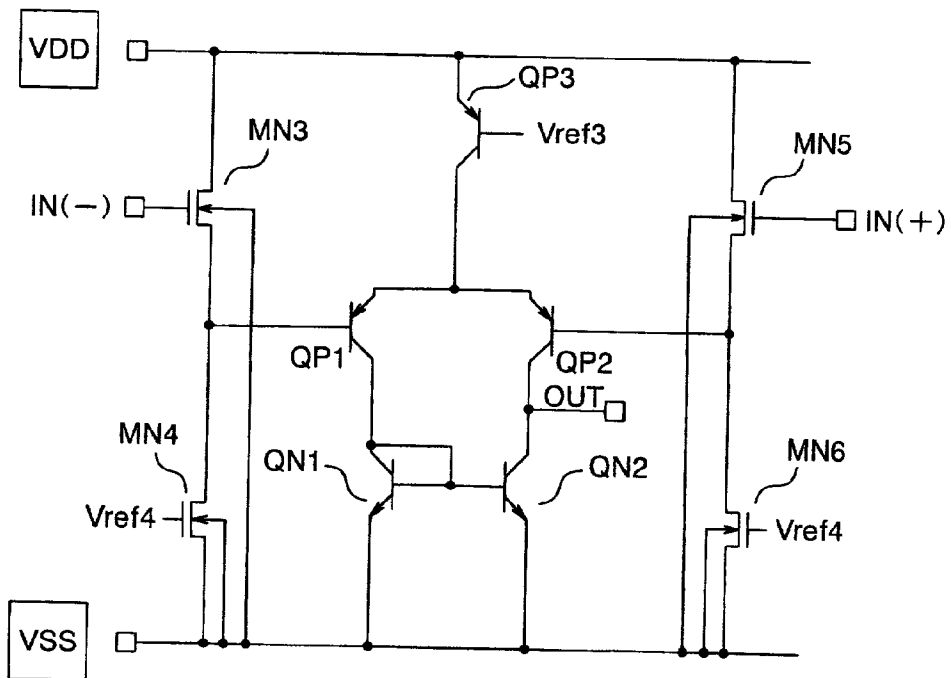 VDD
QP3
MN3
Vref3
MN5
IN(−)
IN(+)
QP1
QP2
OUT
MN4
QN1
QN2
MN6
Vref4
Vref4
VSS